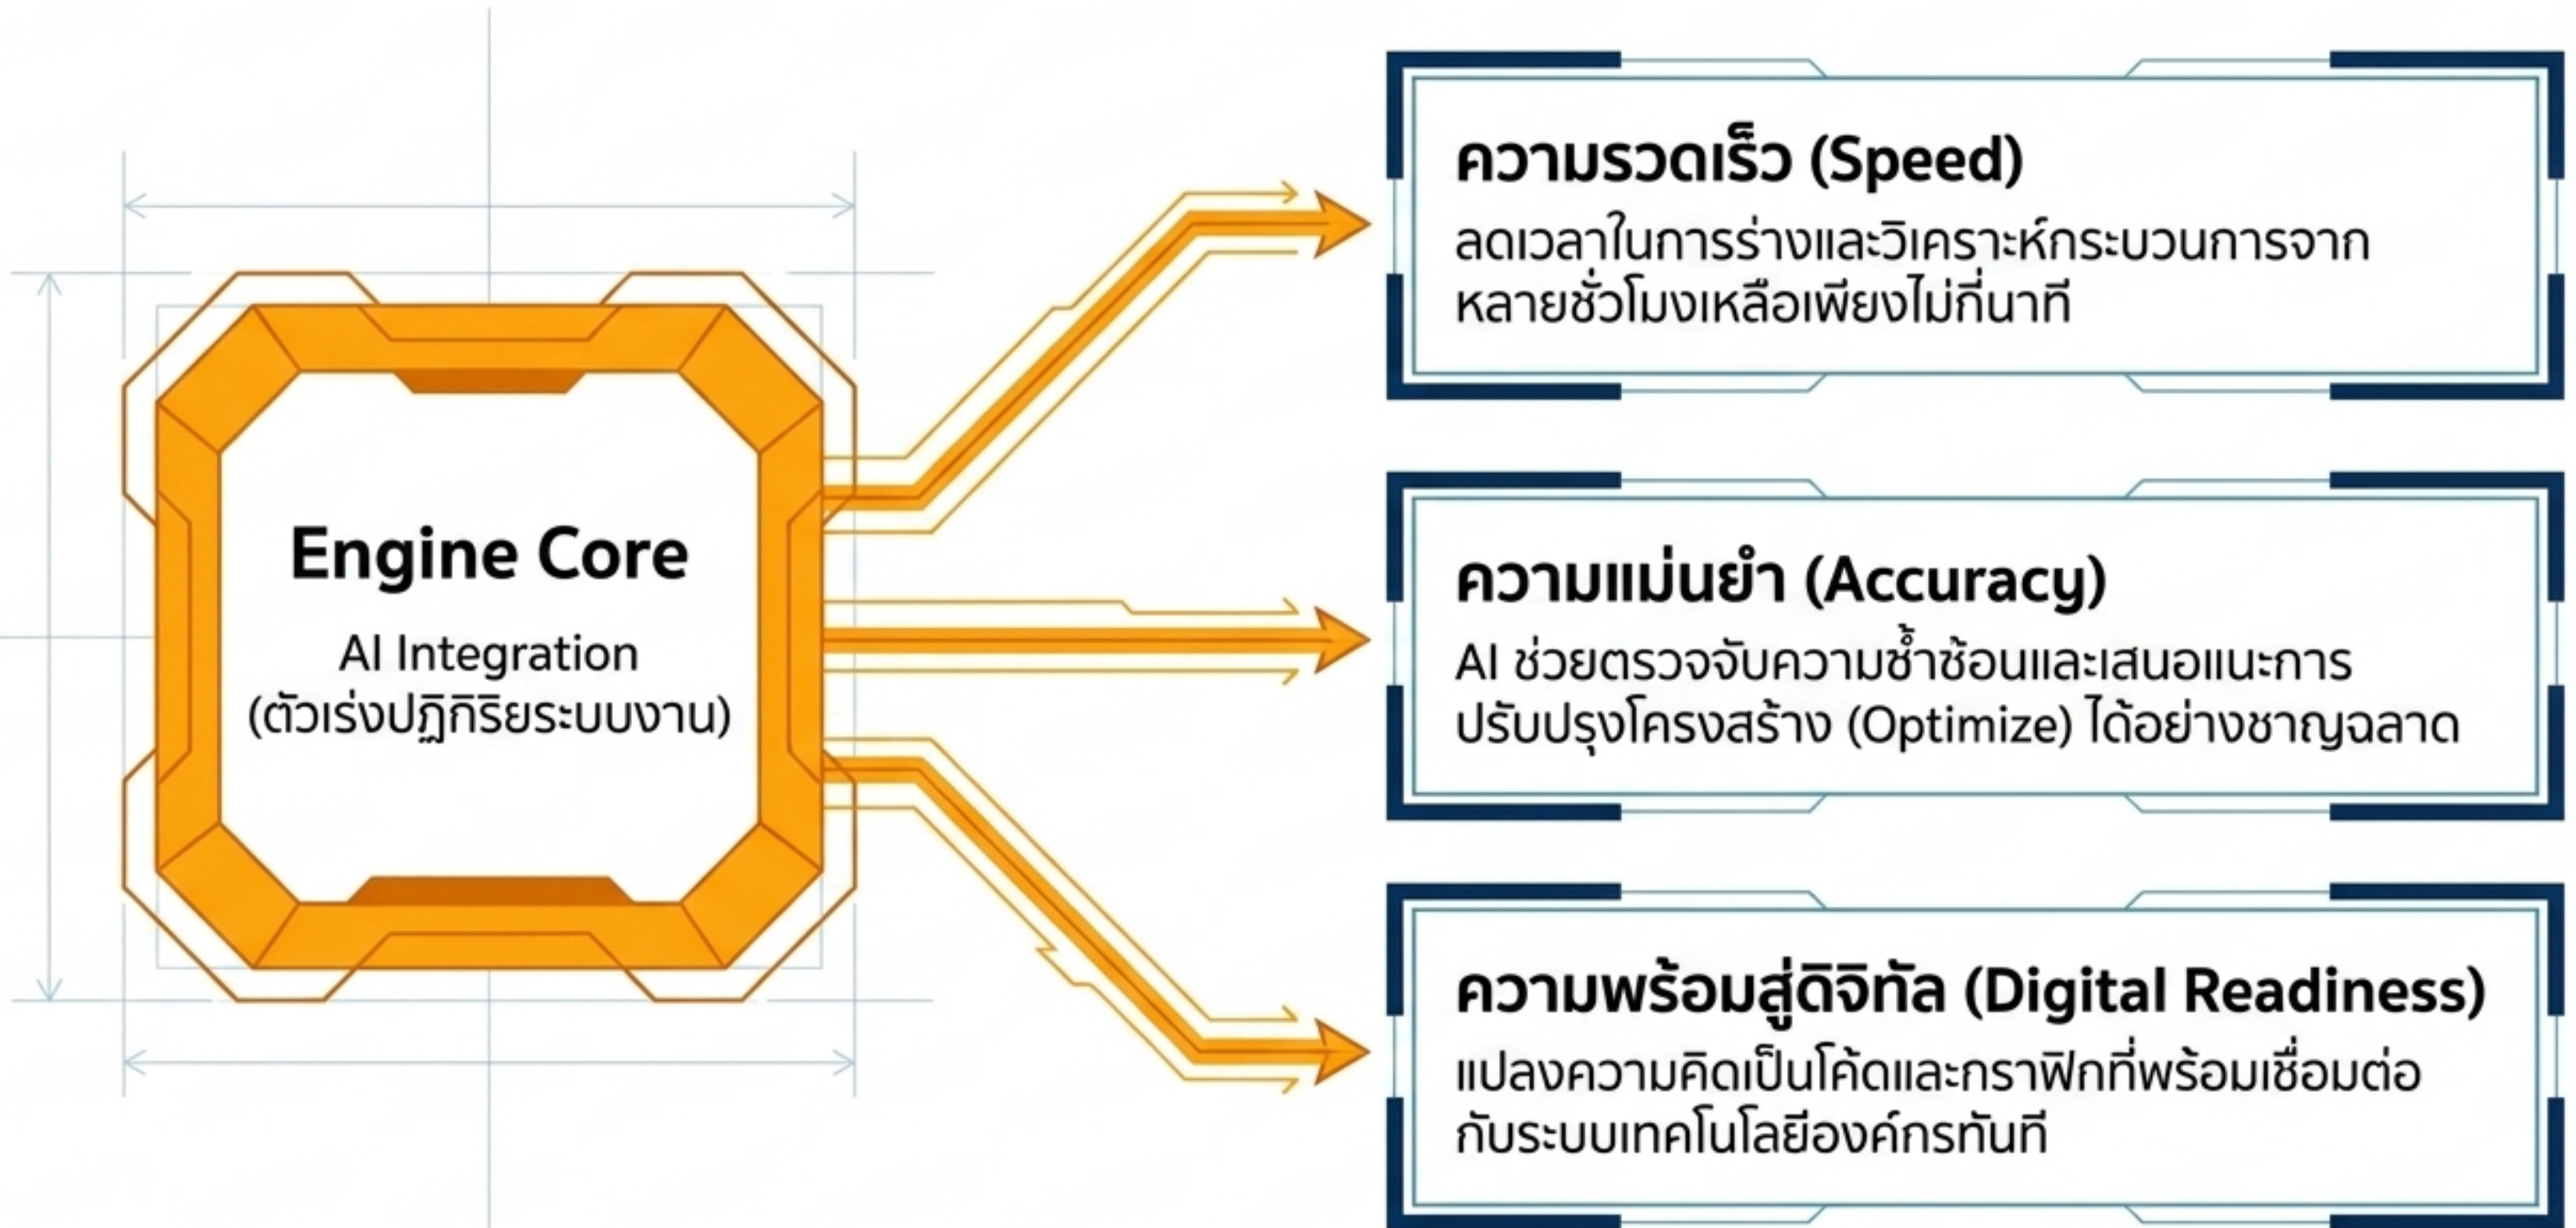 Engine Core
AI Integration
(ตัวเร่งปฏิกิริยระบบงาน)
ความรวดเร็ว (Speed)
ลดเวลาในการร่างและวิเคราะห์กระบวนการจาก
หลายชั่วโมงเหลือเพียงไม่กี่นาที
ความแม่นยำ (Accuracy)
AI ช่วยตรวจจับความซ้ำซ้อนและเสนอแนะการ
ปรับปรุงโครงสร้าง (Optimize) ได้อย่างชาญฉลาด
ความพร้อมสู่ดิจิทัล (Digital Readiness)
แปลงความคิดเป็นโค้ดและกราฟิกที่พร้อมเชื่อมต่อ
กับระบบเทคโนโลยีองค์กรทันที